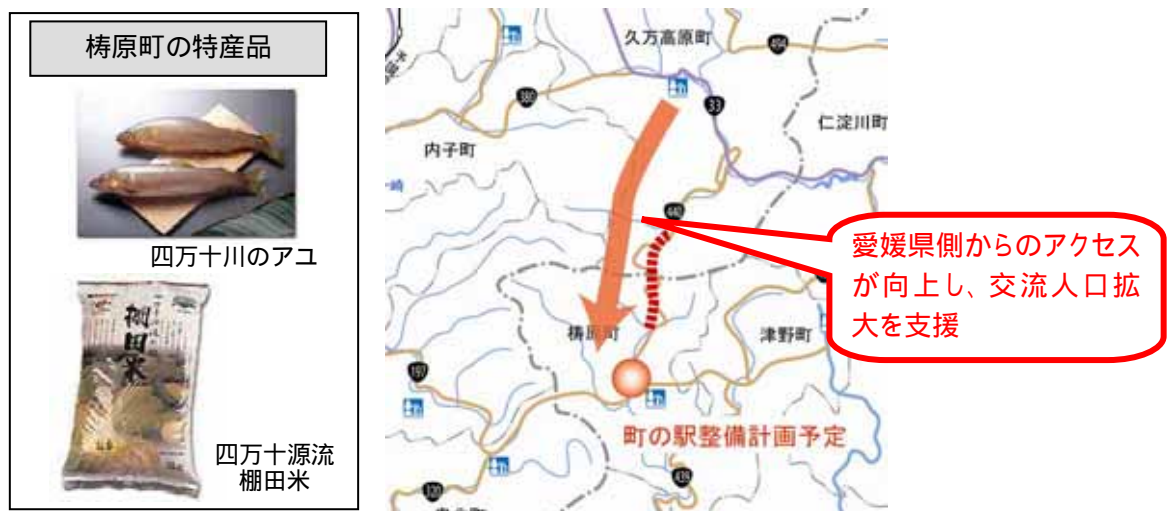 梼原町の特産品
四万十川のアユ
棚田米
四万十源流
棚田米
久万高原町
494
380
33
仁淀川町
内子町
440
愛媛県側からのアクセス
が向上し、交流人口拡
大を支援
梼原町
津野町
197
町の駅整備計画予定
439
320